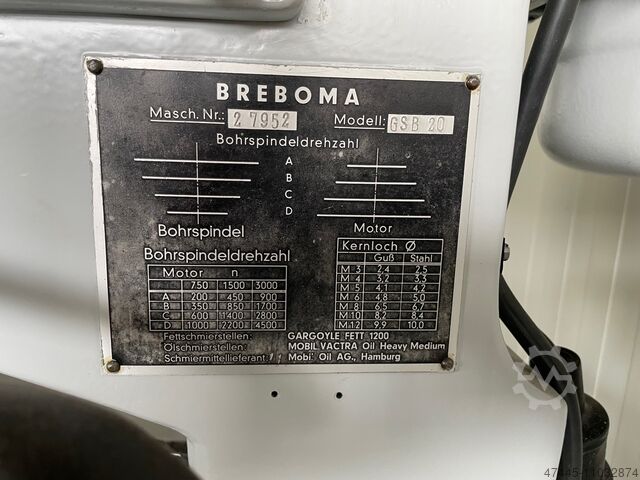 BREBOMA
Masch. Nr.: 2 7952 Modell: GSB 20
Bohrspindeldrehzahl
A
B
C
D
Bohrspindel Motor
Bohrspindeldrehzahl
Motor n
n 750 1500 3000
A 200 450 900
B 350 850 1700
C 600 1400 2800
D 1000 2200 4500
Kernloch Ø
Guß Stahl
M 3 2,4 2,5
M 4 3,2 3,3
M 5 4,1 4,2
M 6 4,8 5,0
M 8 6,5 6,7
M 10 8,2 8,4
M 12 9,9 10,0
Fettschmierstellen: GARGOYLE FETT 1200
Ölschmierstellen: MOBIL VACTRA Oil Heavy Medium
Schmiermittellieferant: Mobil Oil AG., Hamburg
47445-11032874